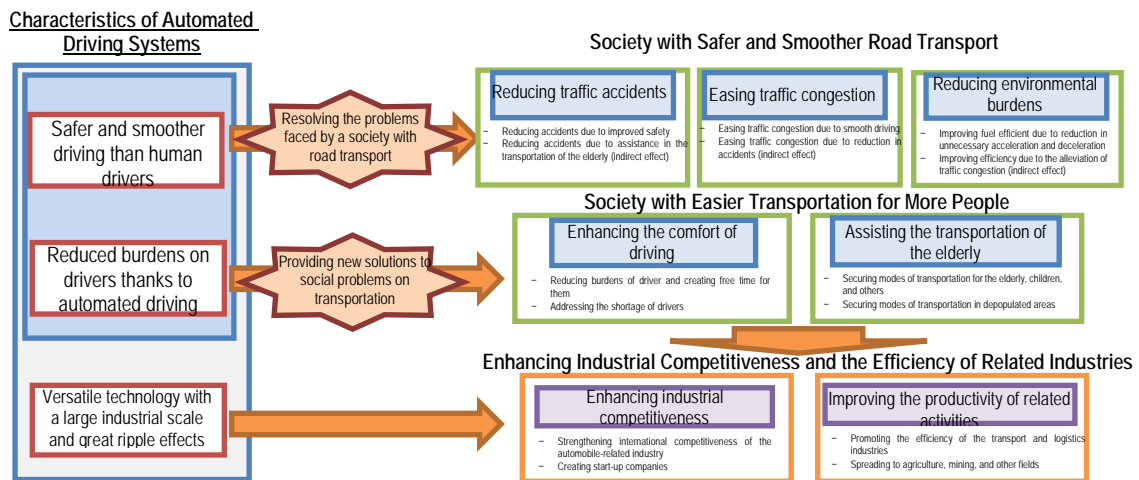 Characteristics of Automated
Driving Systems
Safer and smoother
driving than human
drivers
Reduced burdens on
drivers thanks to
automated driving
Versatile technology with
a large industrial scale
and great ripple effects
Resolving the problems
faced by a society with
road transport
Providing new solutions to
social problems on
transportation
Society with Safer and Smoother Road Transport
Reducing traffic accidents
– Reducing accidents due to improved safety
– Reducing accidents due to assistance in the
transportation of the elderly (indirect effect)
Easing traffic congestion
– Easing traffic congestion due to smooth driving
– Easing traffic congestion due to reduction in
accidents (indirect effect)
Reducing environmental
burdens
– Improving fuel efficient due to reduction in
unnecessary acceleration and deceleration
– Improving efficiency due to the alleviation of
traffic congestion (indirect effect)
Society with Easier Transportation for More People
Enhancing the comfort of
driving
– Reducing burdens of driver and creating free time for
them
– Addressing the shortage of drivers
Assisting the transportation of
the elderly
– Securing modes of transportation for the elderly, children,
and others
– Securing modes of transportation in depopulated areas
Enhancing Industrial Competitiveness and the Efficiency of Related Industries
Enhancing industrial
competitiveness
– Strengthening international competitiveness of the
automobile-related industry
– Creating start-up companies
Improving the productivity of related
activities
– Promoting the efficiency of the transport and logistics
industries
– Spreading to agriculture, mining, and other fields